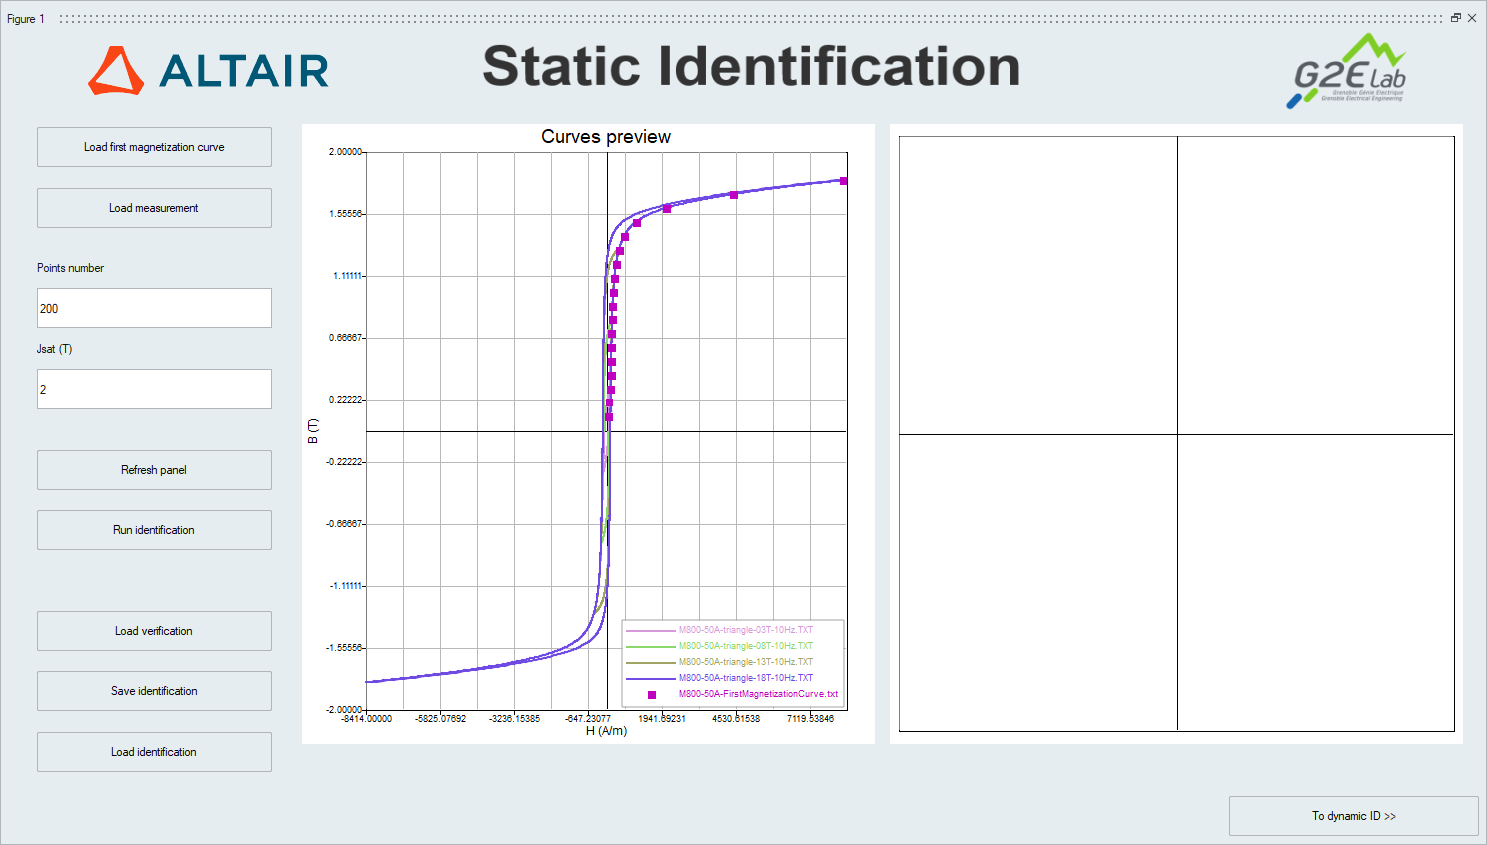 Figure 1
ALTAIR
Static Identification
G2ELab
Grenoble Génie Electrique
Grenoble Electrical Engineering
Load first magnetization curve
Load measurement
Points number
200
Jsat (T)
2
Refresh panel
Run identification
Load verification
Save identification
Load identification
Curves preview
2.00000
1.55556
1.11111
0.66667
0.22222
-0.22222
-0.66667
-1.11111
-1.55556
-2.00000
B (T)
-8414.00000 -5825.07692 -3236.15385 -647.23077 1941.69231 4530.61538 7119.53846
H (A/m)
M800-50A-triangle-03T-10Hz.TXT
M800-50A-triangle-08T-10Hz.TXT
M800-50A-triangle-13T-10Hz.TXT
M800-50A-triangle-18T-10Hz.TXT
M800-50A-FirstMagnetizationCurve.txt
To dynamic ID >>